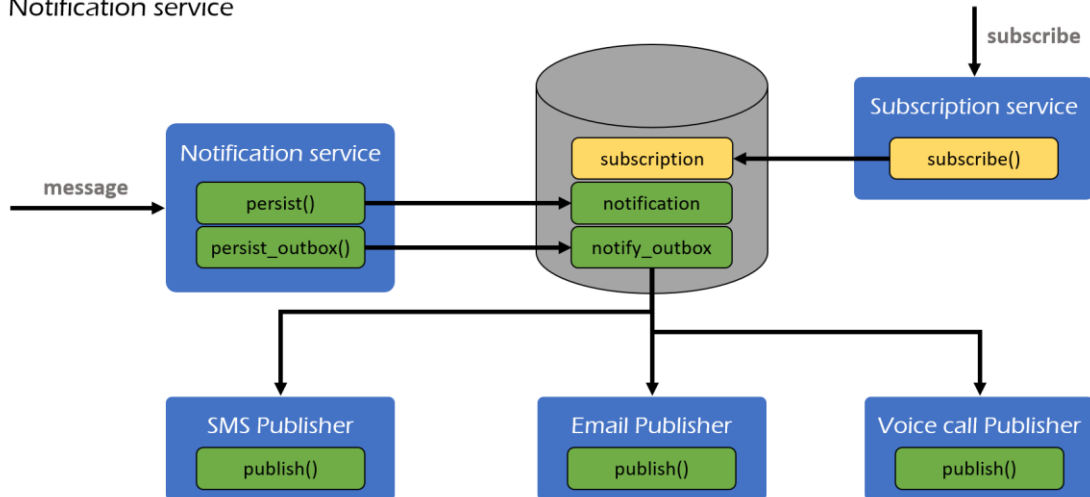 Notification service
subscribe
Subscription service
subscribe()
subscription
Notification service
message
persist()
notification
persist_outbox()
notify_outbox
SMS Publisher
publish()
Email Publisher
publish()
Voice call Publisher
publish()